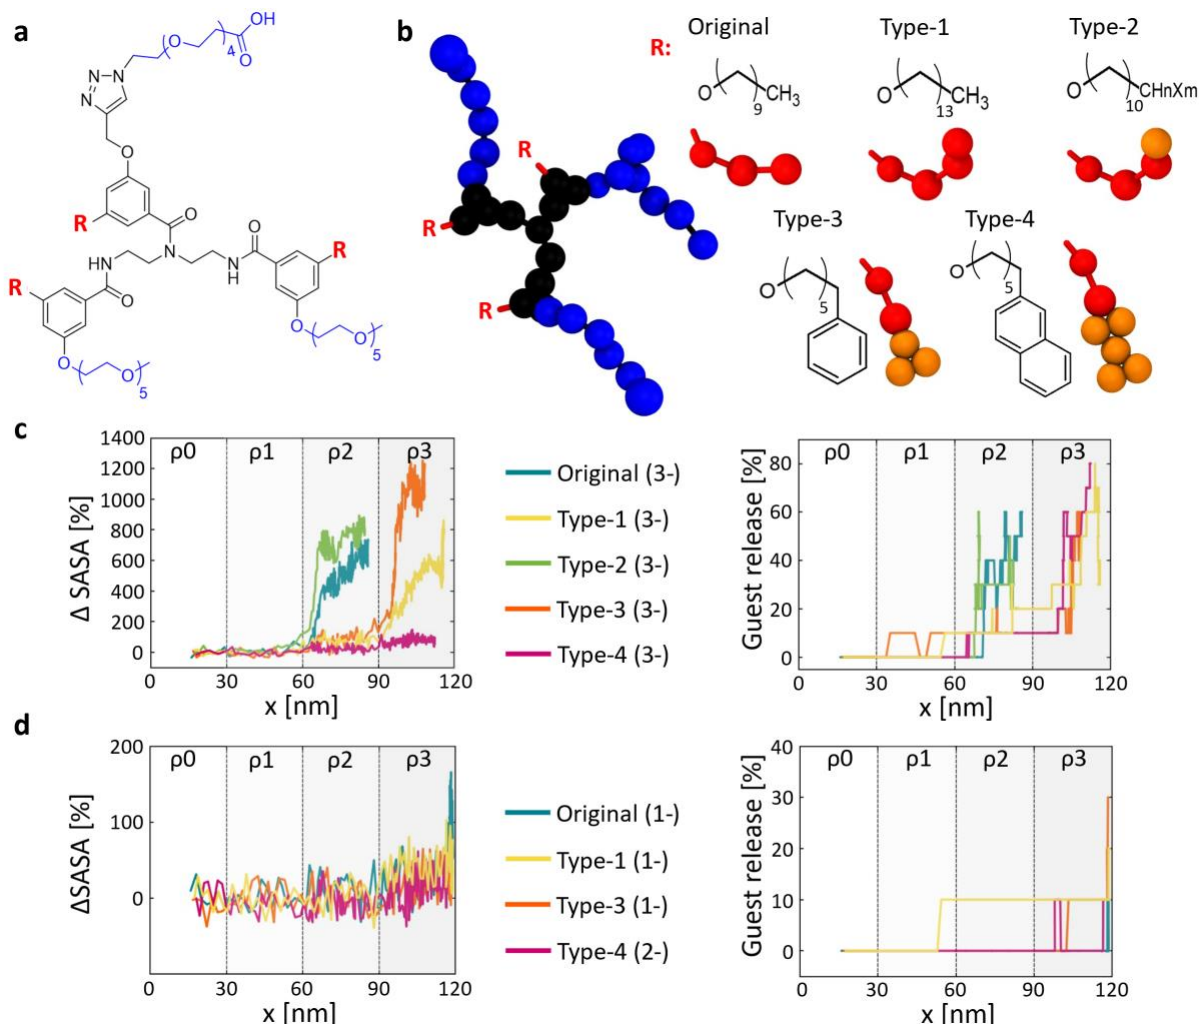 a
OH
O
O
4
N
N
N
O
R
O
NH
N
N
H
O
R
R
O
O
O
5
O
O
5
b
R:
Original
Type-1
Type-2
O
9
CH3
O
13
CH3
O
10
CHnXm
R
R
R
Type-3
Type-4
O
5
O
5
c
ρ0 ρ1 ρ2 ρ3
Δ SASA [%]
1400
1200
1000
800
600
400
200
0
0 30 60 90 120
x [nm]
Original (3-)
Type-1 (3-)
Type-2 (3-)
Type-3 (3-)
Type-4 (3-)
ρ0 ρ1 ρ2 ρ3
Guest release [%]
80
60
40
20
0
0 30 60 90 120
x [nm]
d
ρ0 ρ1 ρ2 ρ3
ΔSASA [%]
200
100
0
0 30 60 90 120
x [nm]
Original (1-)
Type-1 (1-)
Type-3 (1-)
Type-4 (2-)
ρ0 ρ1 ρ2 ρ3
Guest release [%]
40
30
20
10
0
0 30 60 90 120
x [nm]